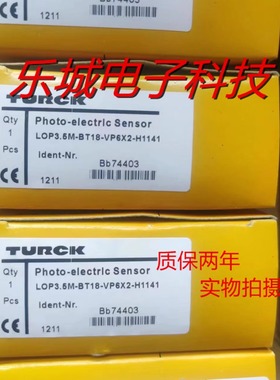 乐城电子科技
TURCK
Qty
1
Pcs
Photo-electric Sensor
LOP3.5M-BT18-VP6X2-H1141
Ident-Nr.
Bb74403
CE
1211
TURCK
Qty
1
Pcs
Photo-electric Sensor
LOP3.5M-BT18-VP6X2-H1141
Ident-Nr.
Bb74403
CE
1211
质保两年
实物拍摄